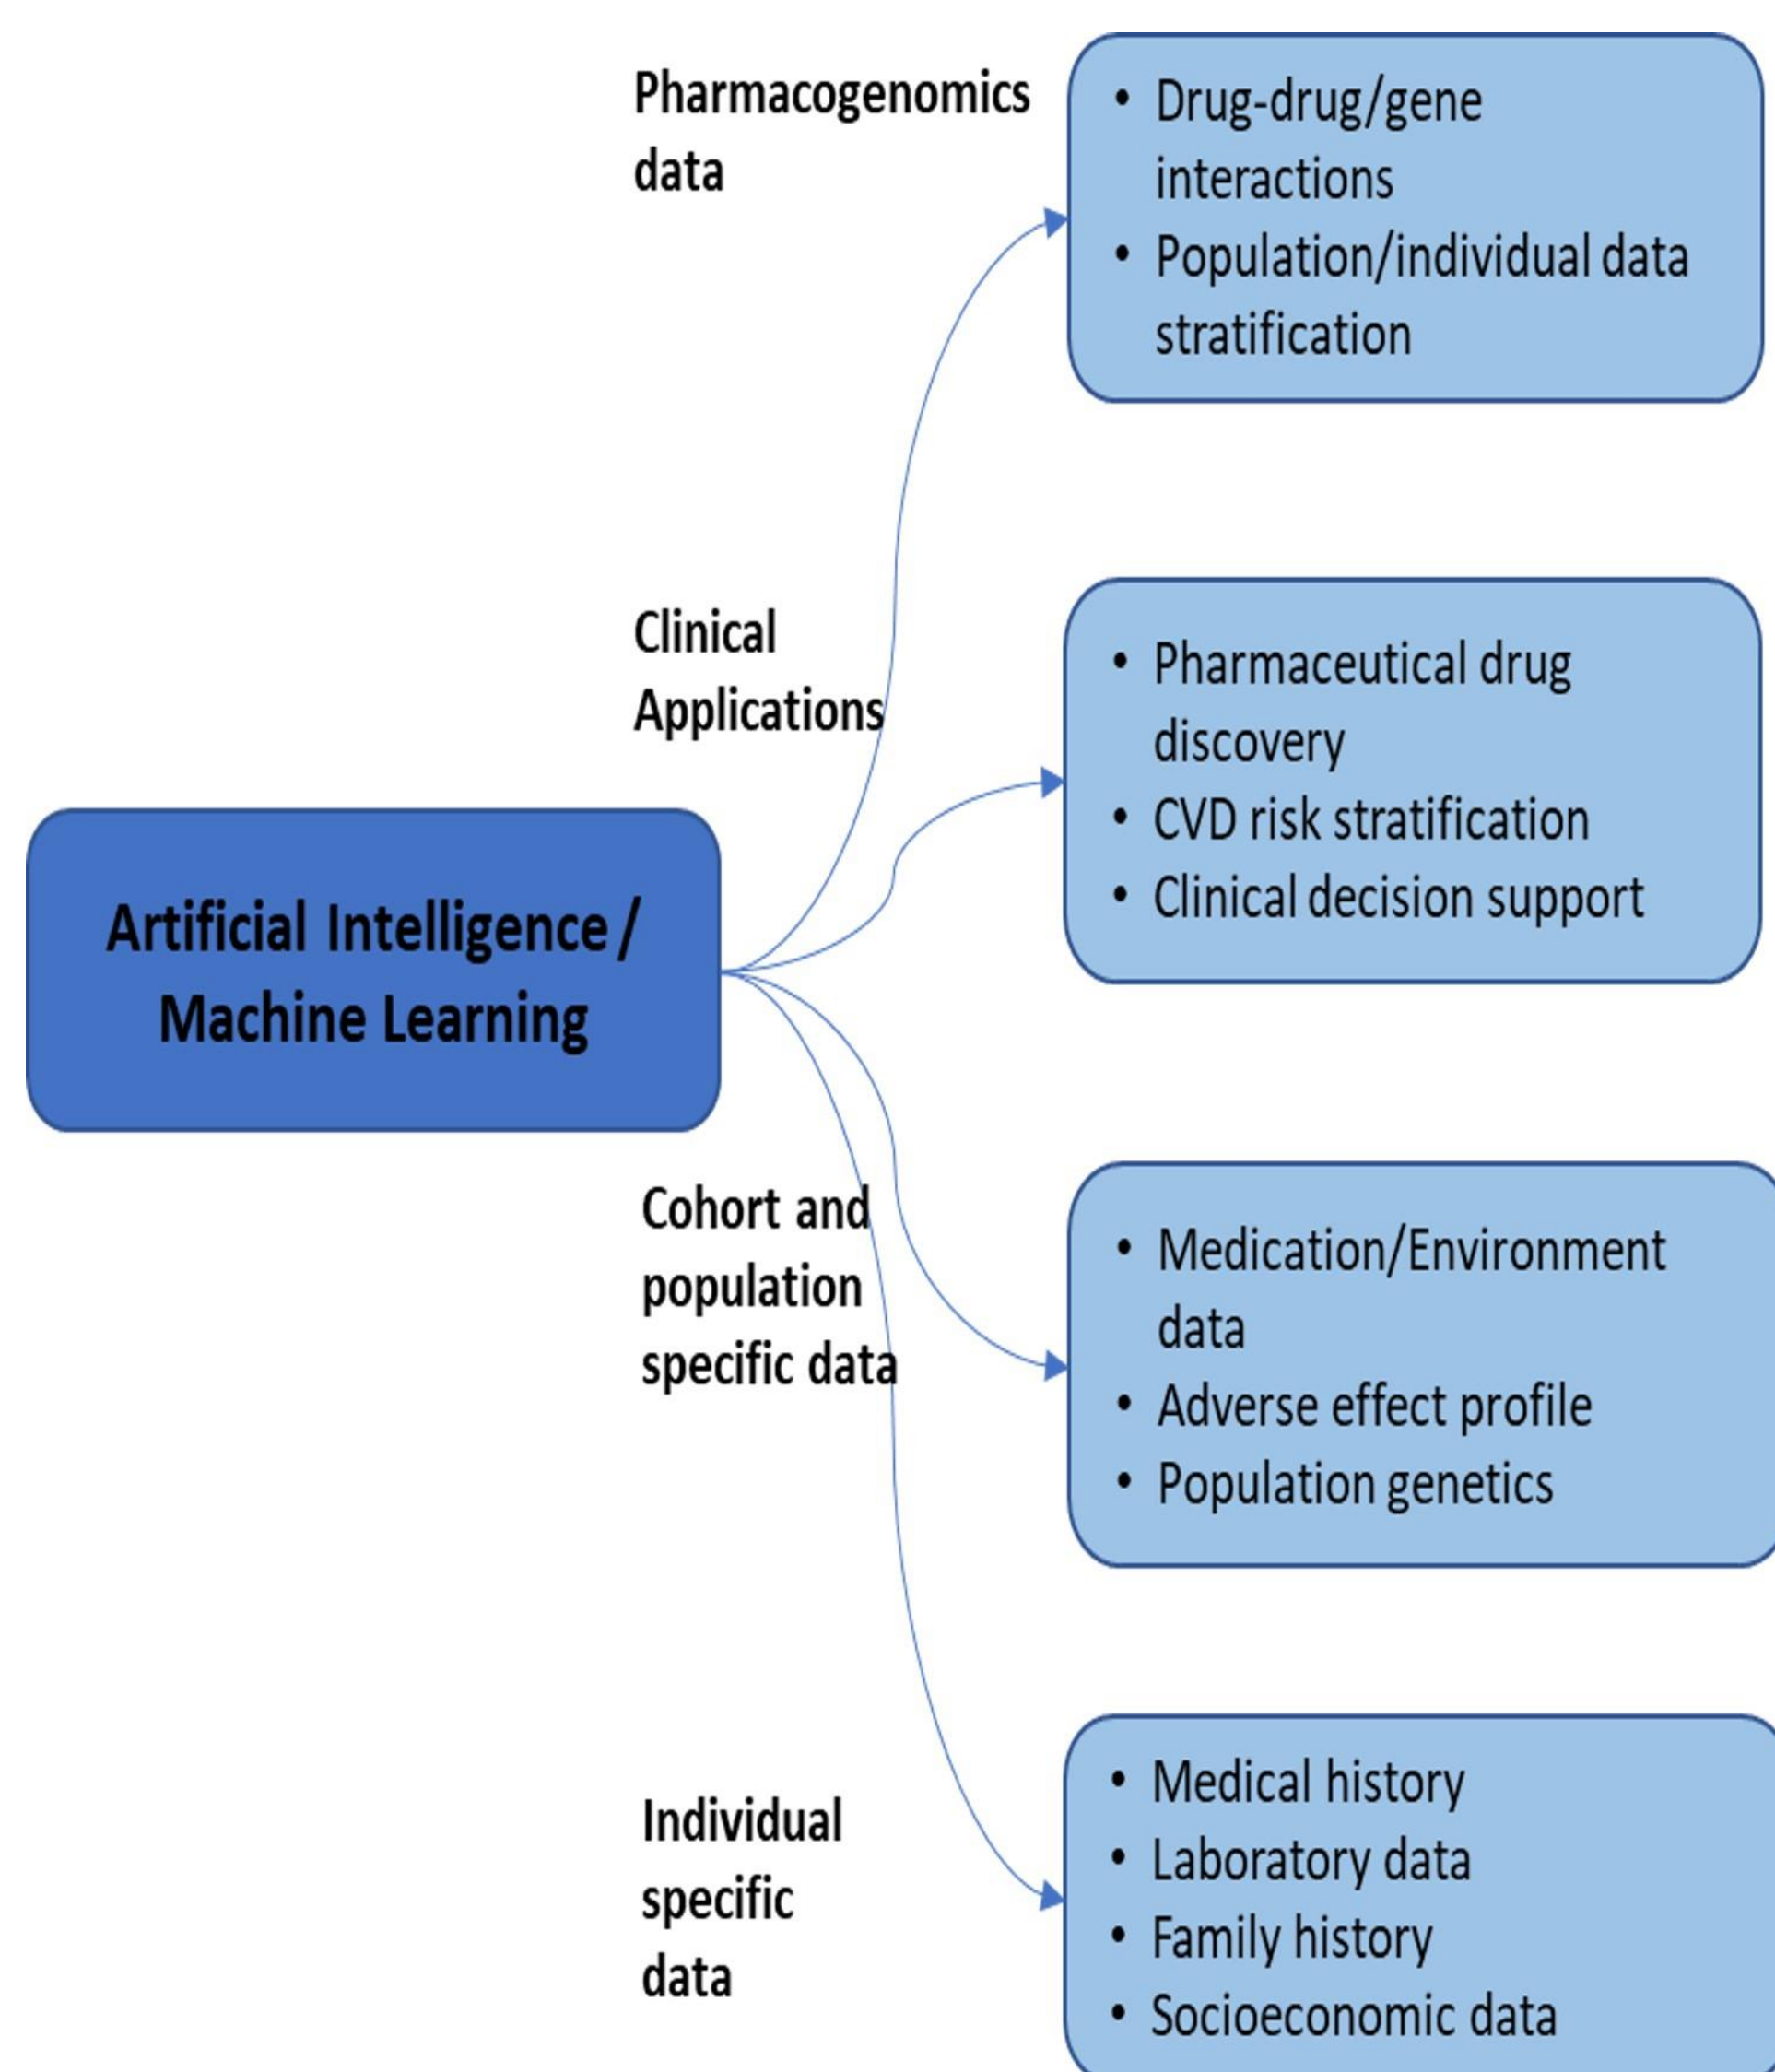 Pharmacogenomics
data
• Drug-drug/gene
interactions
• Population/individual data
stratification
Clinical
Applications
• Pharmaceutical drug
discovery
• CVD risk stratification
• Clinical decision support
Artificial Intelligence /
Machine Learning
Cohort and
population
specific data
• Medication/Environment
data
• Adverse effect profile
• Population genetics
Individual
specific
data
• Medical history
• Laboratory data
• Family history
• Socioeconomic data